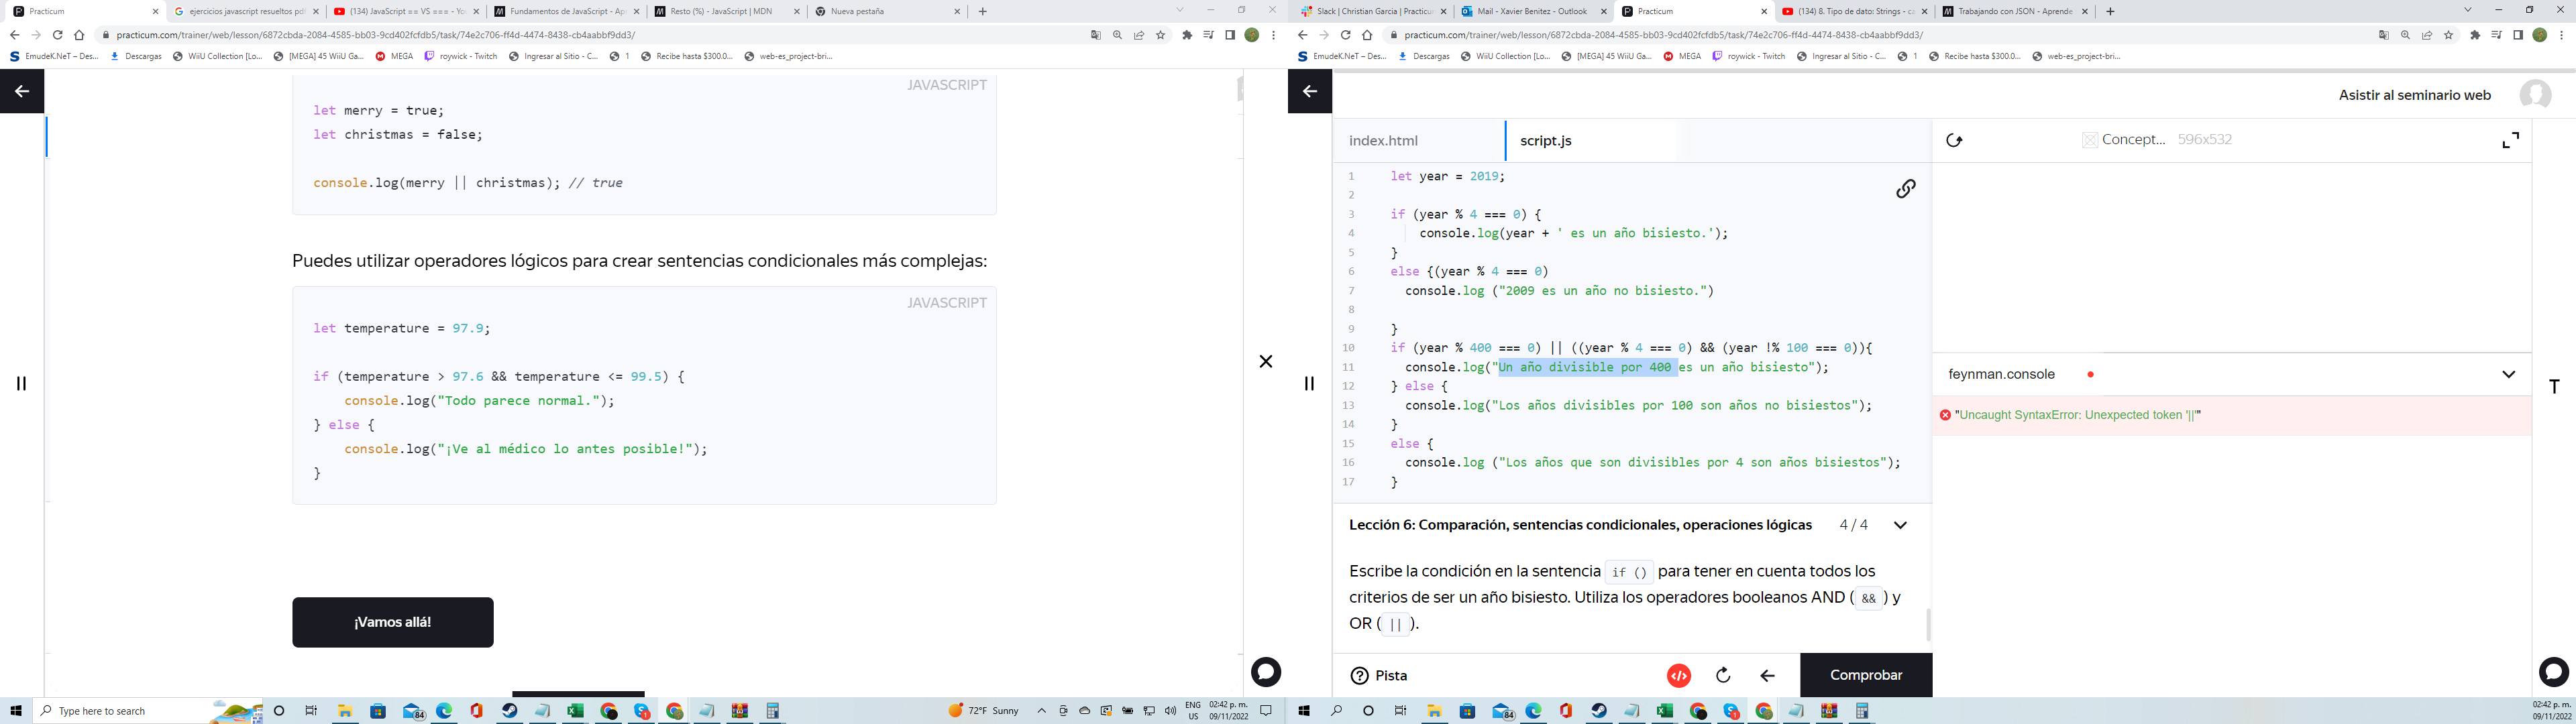 Practicum
ejercicios javascript resueltos pdf
(134) JavaScript == VS === - Yo
Fundamentos de JavaScript - Ap
Resto (%) - JavaScript | MDN
Nueva pestaña
practicum.com/trainer/web/lesson/6872cbda-2084-4585-bb03-9cd402fcfdb5/task/74e2c706-ff4d-4474-8438-cb4aabbf9dd3/
EmudeK.NeT – Des...
Descargas
WiiU Collection [Lo...
[MEGA] 45 WiiU Ga...
MEGA
roywick - Twitch
Ingresar al Sitio - C...
1
Recibe hasta $300.0...
web-es_project-bri...
JAVASCRIPT
let merry = true;
let christmas = false;
console.log(merry || christmas); // true
Puedes utilizar operadores lógicos para crear sentencias condicionales más complejas:
JAVASCRIPT
let temperature = 97.9;
if (temperature > 97.6 && temperature <= 99.5) {
console.log("Todo parece normal.");
} else {
console.log("¡Ve al médico lo antes posible!");
}
¡Vamos allá!
Type here to search
84
1
72°F Sunny
ENG
US
02:42 p. m.
09/11/2022
Slack | Christian Garcia | Practicu
Mail - Xavier Benitez - Outlook
Practicum
(134) 8. Tipo de dato: Strings - c
Trabajando con JSON - Aprende
practicum.com/trainer/web/lesson/6872cbda-2084-4585-bb03-9cd402fcfdb5/task/74e2c706-ff4d-4474-8438-cb4aabbf9dd3/
EmudeK.NeT – Des...
Descargas
WiiU Collection [Lo...
[MEGA] 45 WiiU Ga...
MEGA
roywick - Twitch
Ingresar al Sitio - C...
1
Recibe hasta $300.0...
web-es_project-bri...
Asistir al seminario web
index.html
script.js
Concept... 596x532
1 let year = 2019;
2
3 if (year % 4 === 0) {
4 console.log(year + ' es un año bisiesto.');
5 }
6 else {(year % 4 === 0)
7 console.log ("2009 es un año no bisiesto.")
8
9 }
10 if (year % 400 === 0) || ((year % 4 === 0) && (year !% 100 === 0)){
11 console.log("Un año divisible por 400 es un año bisiesto");
12 } else {
13 console.log("Los años divisibles por 100 son años no bisiestos");
14 }
15 else {
16 console.log ("Los años que son divisibles por 4 son años bisiestos");
17 }
feynman.console
"Uncaught SyntaxError: Unexpected token '||'"
T
Lección 6: Comparación, sentencias condicionales, operaciones lógicas 4 / 4
Escribe la condición en la sentencia if () para tener en cuenta todos los
criterios de ser un año bisiesto. Utiliza los operadores booleanos AND ( && ) y
OR ( || ).
Pista
Comprobar
84
1
02:42 p. m.
09/11/2022